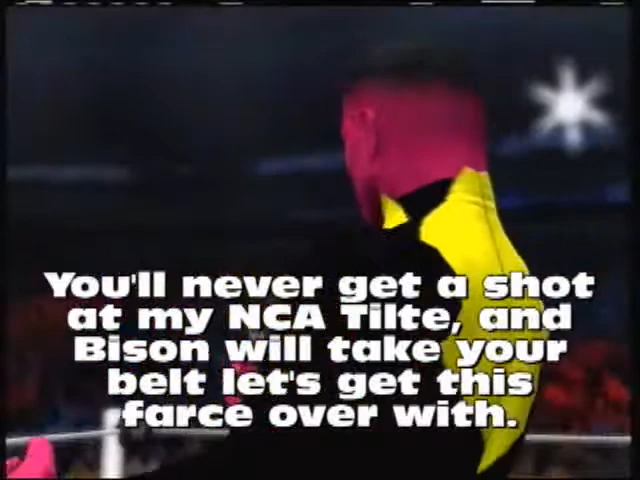 You'll never get a shot
at my NCA Tilte, and
Bison will take your
belt let's get this
farce over with.